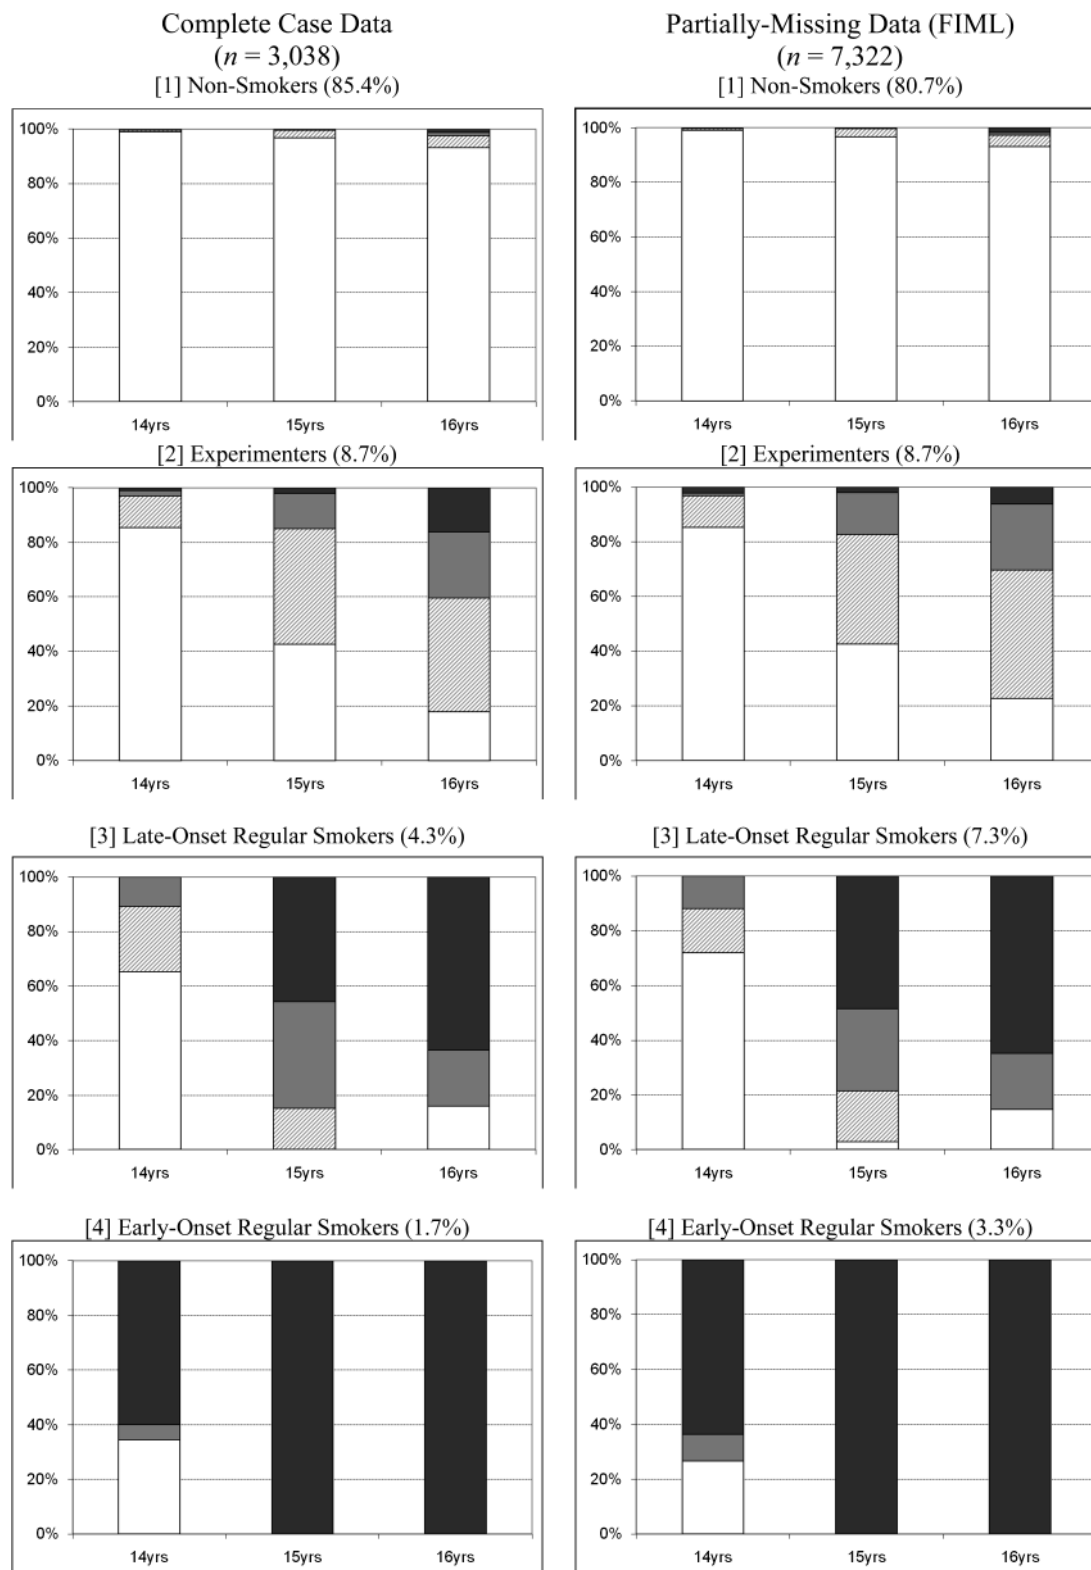 Complete Case Data
(n = 3,038)
[1] Non-Smokers (85.4%)
100%
80%
60%
40%
20%
0%
14yrs 15yrs 16yrs
[2] Experimenters (8.7%)
100%
80%
60%
40%
20%
0%
14yrs 15yrs 16yrs
[3] Late-Onset Regular Smokers (4.3%)
100%
80%
60%
40%
20%
0%
14yrs 15yrs 16yrs
[4] Early-Onset Regular Smokers (1.7%)
100%
80%
60%
40%
20%
0%
14yrs 15yrs 16yrs
Partially-Missing Data (FIML)
(n = 7,322)
[1] Non-Smokers (80.7%)
100%
80%
60%
40%
20%
0%
14yrs 15yrs 16yrs
[2] Experimenters (8.7%)
100%
80%
60%
40%
20%
0%
14yrs 15yrs 16yrs
[3] Late-Onset Regular Smokers (7.3%)
100%
80%
60%
40%
20%
0%
14yrs 15yrs 16yrs
[4] Early-Onset Regular Smokers (3.3%)
100%
80%
60%
40%
20%
0%
14yrs 15yrs 16yrs